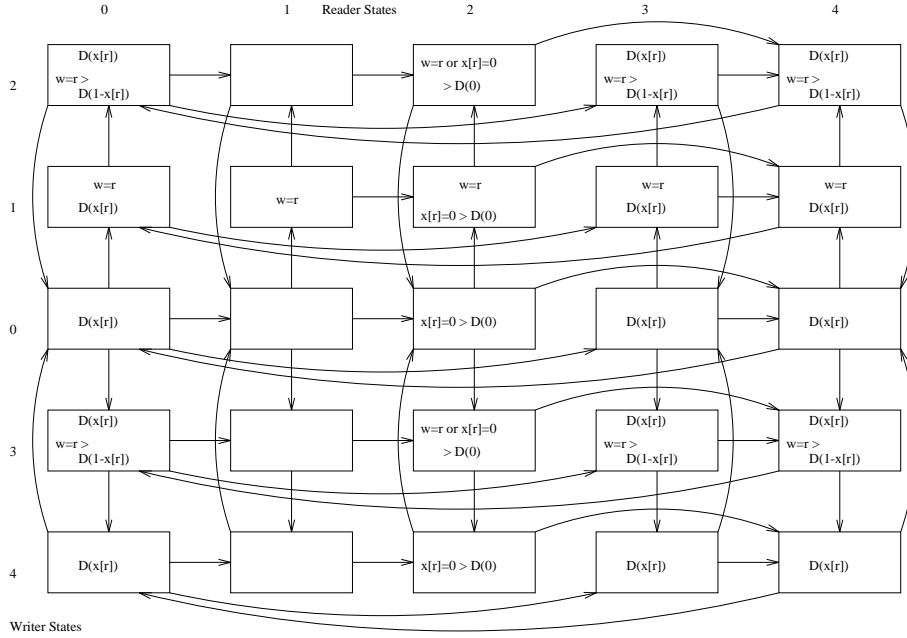 0 1 Reader States 2 3 4
2
D(x[r])
w=r >
D(1-x[r])
w=r or x[r]=0
> D(0)
D(x[r])
w=r >
D(1-x[r])
D(x[r])
w=r >
D(1-x[r])
1
w=r
D(x[r])
w=r
w=r
x[r]=0 > D(0)
w=r
D(x[r])
w=r
D(x[r])
0
D(x[r])
x[r]=0 > D(0)
D(x[r])
D(x[r])
3
D(x[r])
w=r >
D(1-x[r])
w=r or x[r]=0
> D(0)
D(x[r])
w=r >
D(1-x[r])
D(x[r])
w=r >
D(1-x[r])
4
D(x[r])
x[r]=0 > D(0)
D(x[r])
D(x[r])
Writer States